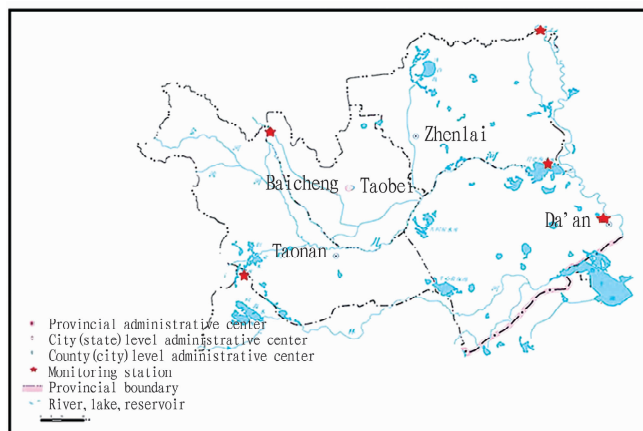 Zhenlai
Baicheng
Taobei
Da'an
Taonan
Provincial administrative center
City(state)level administrative center
County(city)level administrative center
Monitoring station
Provincial boundary
River, lake, reservoir